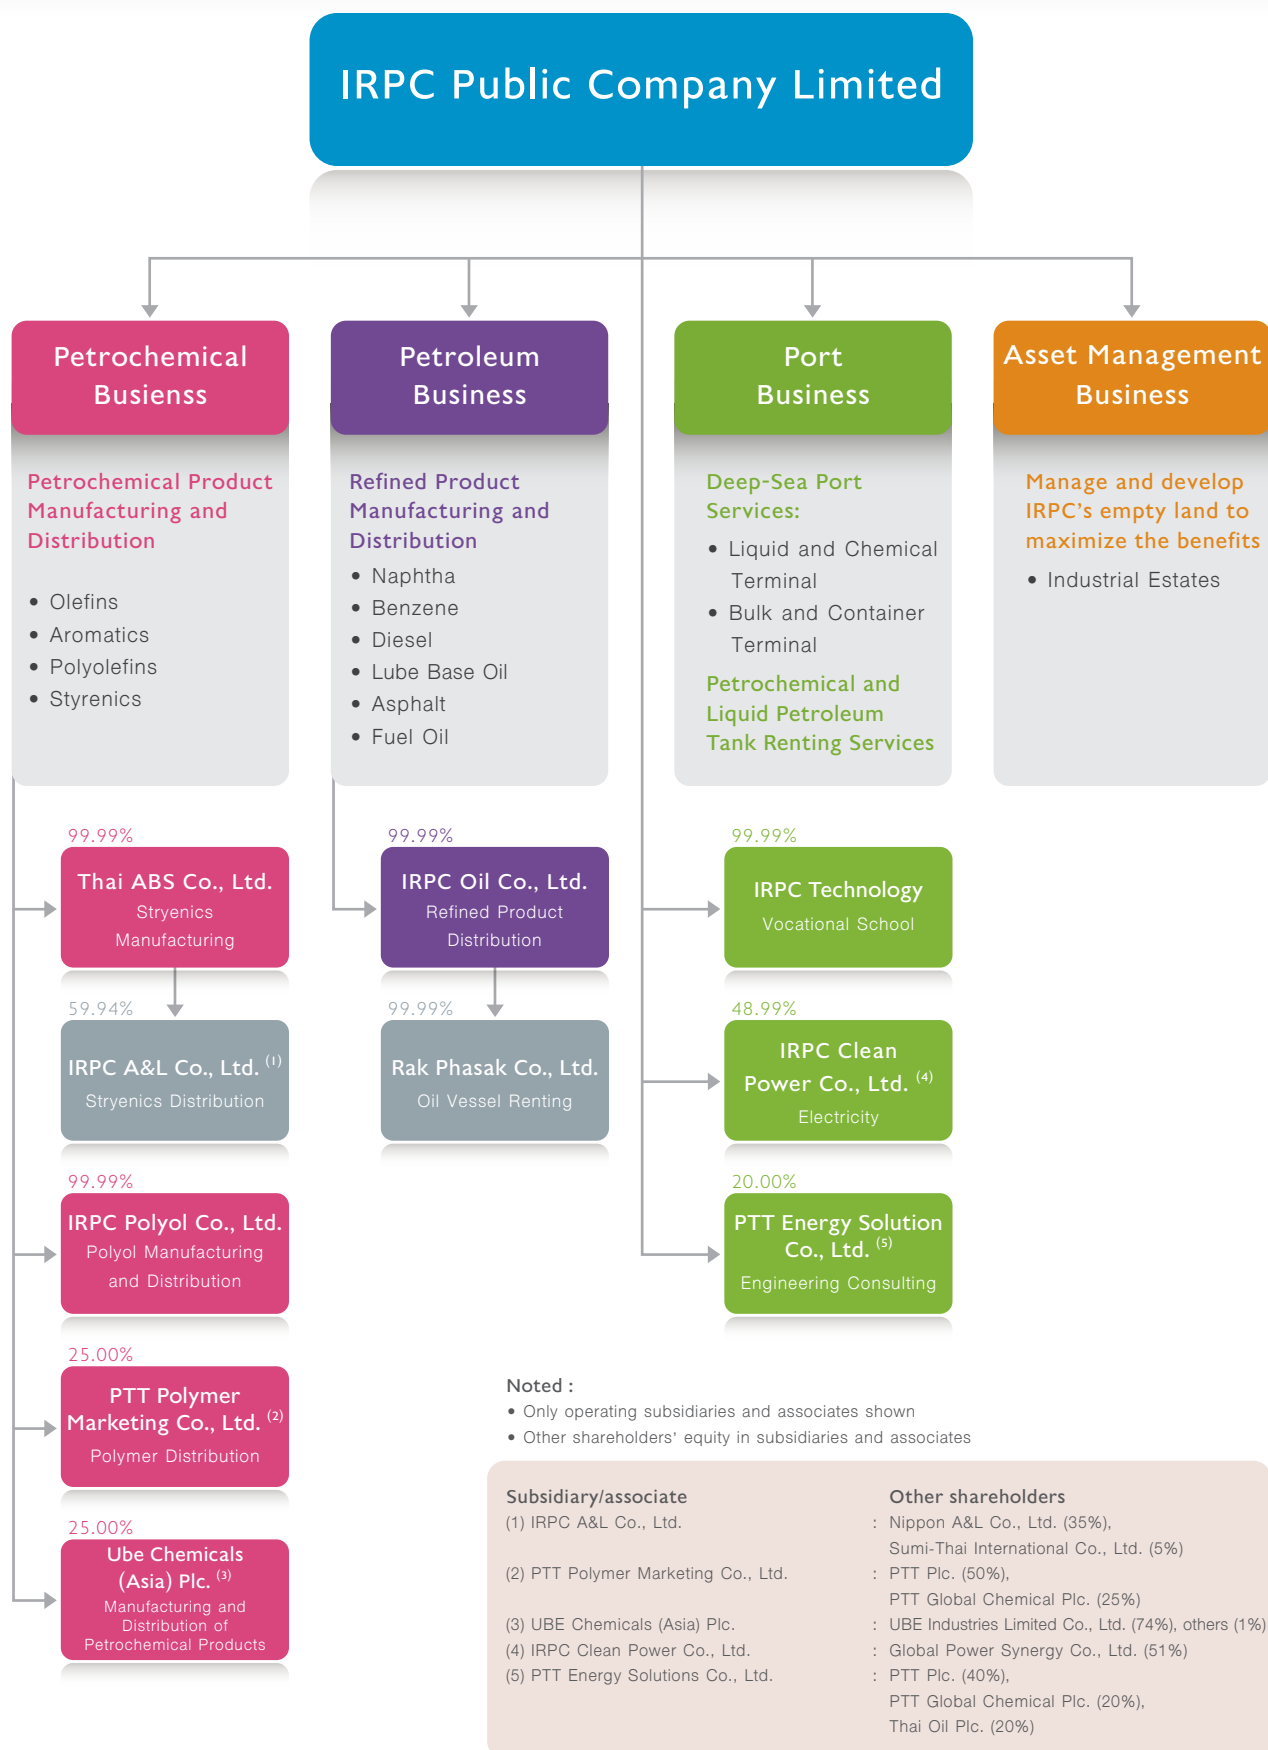 IRPC Public Company Limited
Petrochemical
Busienss
Petrochemical Product
Manufacturing and
Distribution
• Olefins
• Aromatics
• Polyolefins
• Styrenics
Petroleum
Business
Refined Product
Manufacturing and
Distribution
• Naphtha
• Benzene
• Diesel
• Lube Base Oil
• Asphalt
• Fuel Oil
Port
Business
Deep-Sea Port
Services:
• Liquid and Chemical
Terminal
• Bulk and Container
Terminal
Petrochemical and
Liquid Petroleum
Tank Renting Services
Asset Management
Business
Manage and develop
IRPC's empty land to
maximize the benefits
• Industrial Estates
99.99%
Thai ABS Co., Ltd.
Stryenics
Manufacturing
59.94%
IRPC A&L Co., Ltd. (1)
Stryenics Distribution
99.99%
IRPC Polyol Co., Ltd.
Polyol Manufacturing
and Distribution
25.00%
PTT Polymer
Marketing Co., Ltd. (2)
Polymer Distribution
25.00%
Ube Chemicals
(Asia) Plc. (3)
Manufacturing and
Distribution of
Petrochemical Products
99.99%
IRPC Oil Co., Ltd.
Refined Product
Distribution
99.99%
Rak Phasak Co., Ltd.
Oil Vessel Renting
99.99%
IRPC Technology
Vocational School
48.99%
IRPC Clean
Power Co., Ltd. (4)
Electricity
20.00%
PTT Energy Solution
Co., Ltd. (5)
Engineering Consulting
Noted :
• Only operating subsidiaries and associates shown
• Other shareholders' equity in subsidiaries and associates
Subsidiary/associate Other shareholders
(1) IRPC A&L Co., Ltd. : Nippon A&L Co., Ltd. (35%),
Sumi-Thai International Co., Ltd. (5%)
(2) PTT Polymer Marketing Co., Ltd. : PTT Plc. (50%),
PTT Global Chemical Plc. (25%)
(3) UBE Chemicals (Asia) Plc. : UBE Industries Limited Co., Ltd. (74%), others (1%)
(4) IRPC Clean Power Co., Ltd. : Global Power Synergy Co., Ltd. (51%)
(5) PTT Energy Solutions Co., Ltd. : PTT Plc. (40%),
PTT Global Chemical Plc. (20%),
Thai Oil Plc. (20%)